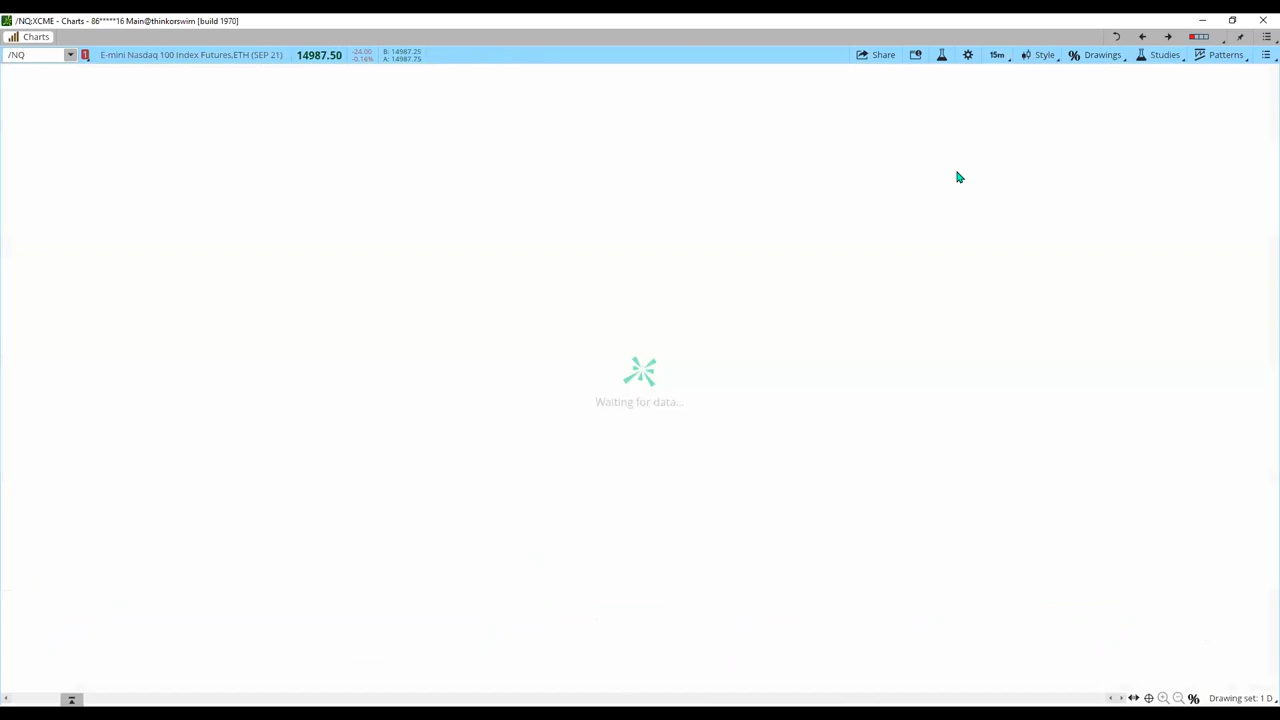 /NQ:XCME - Charts - 86*****16 Main@thinkorswim [build 1970]
Charts
/NQ 1 E-mini Nasdaq 100 Index Futures,ETH (SEP 21) 14987.50 -24.00 B: 14987.25 Share 15m Style Drawings Studies Patterns
-0.16% A: 14987.75
Waiting for data...
Drawing set: 1 D